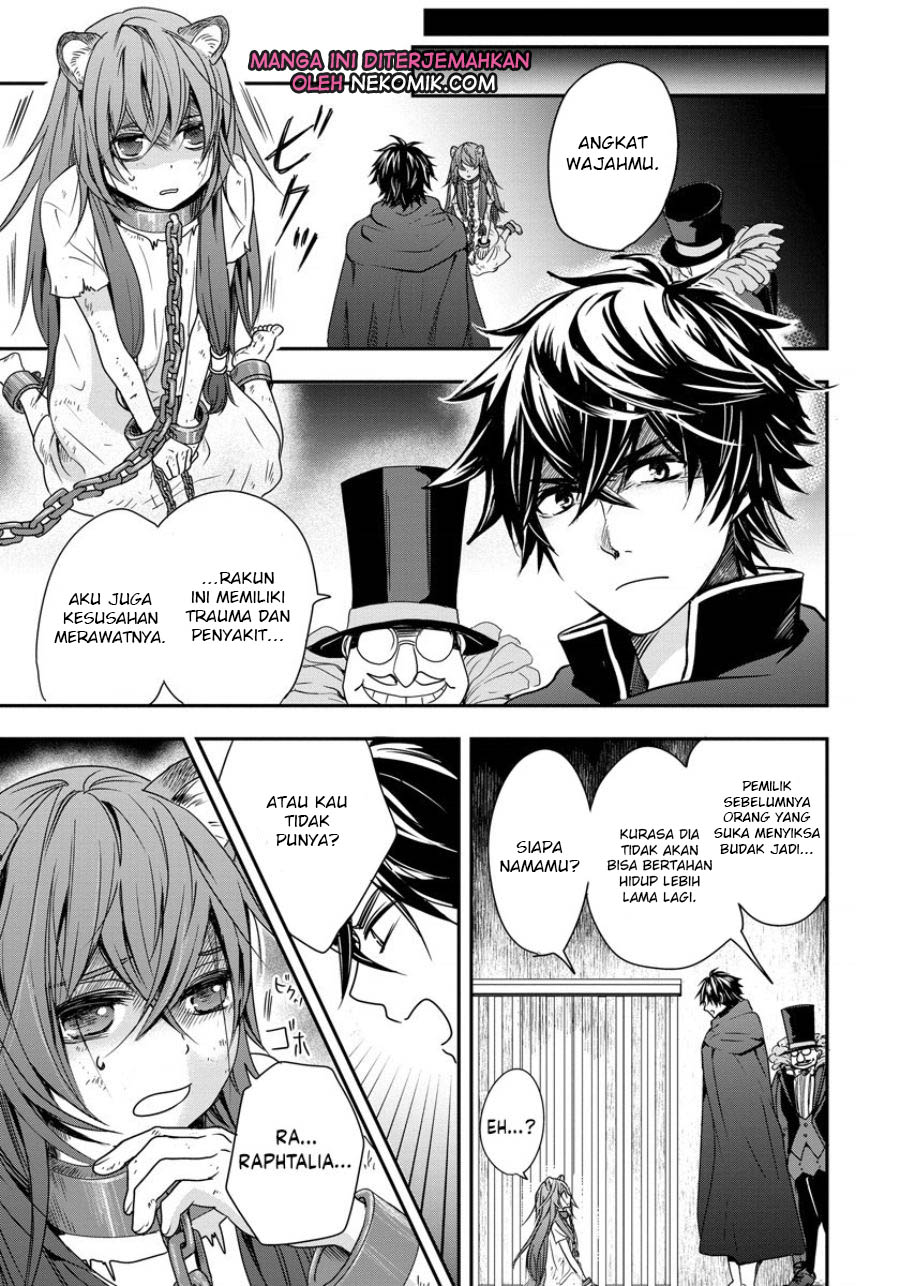 MANGA INI DITERJEMAHKAN
OLEH NEKOMIK.COM
ANGKAT
WAJAHMU.
...RAKUN
INI MEMILIKI
TRAUMA DAN
PENYAKIT...
AKU JUGA
KESUSAHAN
MERAWATNYA.
PEMILIK
SEBELUMNYA
ORANG YANG
SUKA MENYIKSA
BUDAK JADI...
KURASA DIA
TIDAK AKAN
BISA BERTAHAN
HIDUP LEBIH
LAMA LAGI.
SIAPA
NAMAMU?
EH...?
ATAU KAU
TIDAK
PUNYA?
ゴホ
RA...
RAPHTALIA...